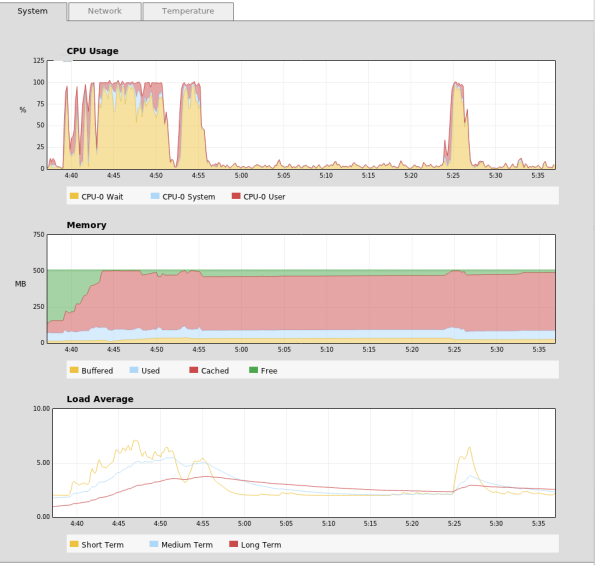 System Network Temperature
CPU Usage
125
100
75
%
50
25
0
4:40 4:45 4:50 4:55 5:00 5:05 5:10 5:15 5:20 5:25 5:30 5:35
CPU-0 Wait CPU-0 System CPU-0 User
Memory
750
500
MB
250
0
4:40 4:45 4:50 4:55 5:00 5:05 5:10 5:15 5:20 5:25 5:30 5:35
Buffered Used Cached Free
Load Average
10.00
5.00
0.00
4:40 4:45 4:50 4:55 5:00 5:05 5:10 5:15 5:20 5:25 5:30 5:35
Short Term Medium Term Long Term